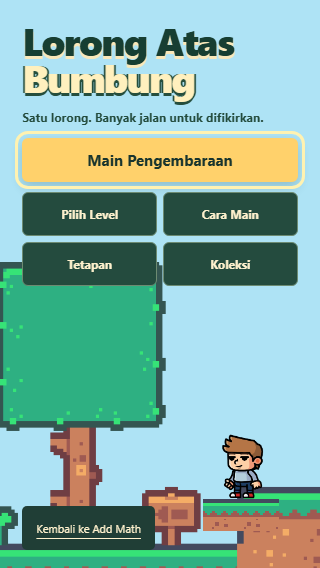 Lorong Atas
Bumbung
Satu lorong. Banyak jalan untuk difikirkan.
Main Pengembaraan
Pilih Level
Cara Main
Tetapan
Koleksi
Kembali ke Add Math